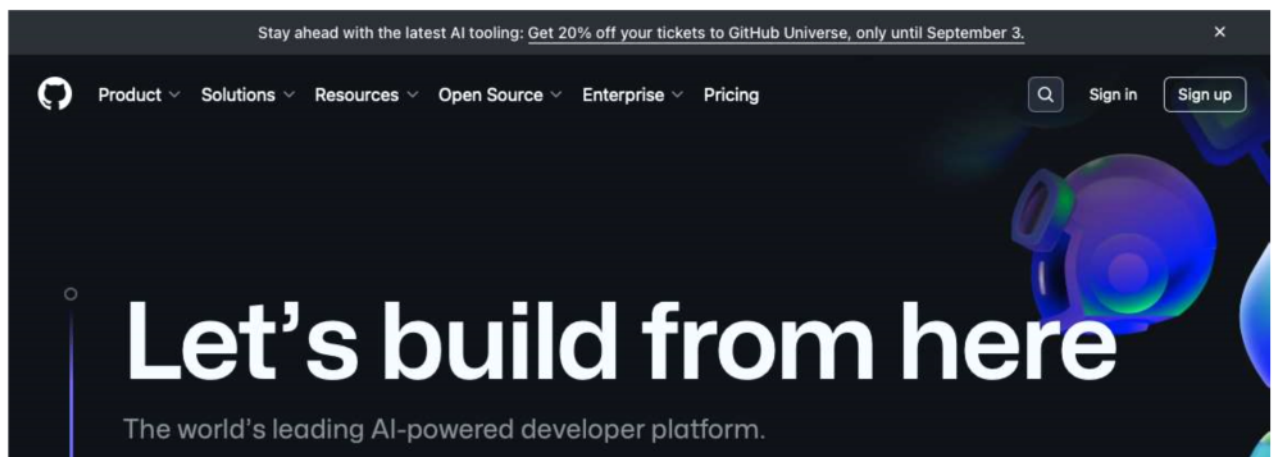 Stay ahead with the latest AI tooling: Get 20% off your tickets to GitHub Universe, only until September 3.
Product Solutions Resources Open Source Enterprise Pricing Sign in Sign up
Let’s build from here
The world’s leading AI-powered developer platform.